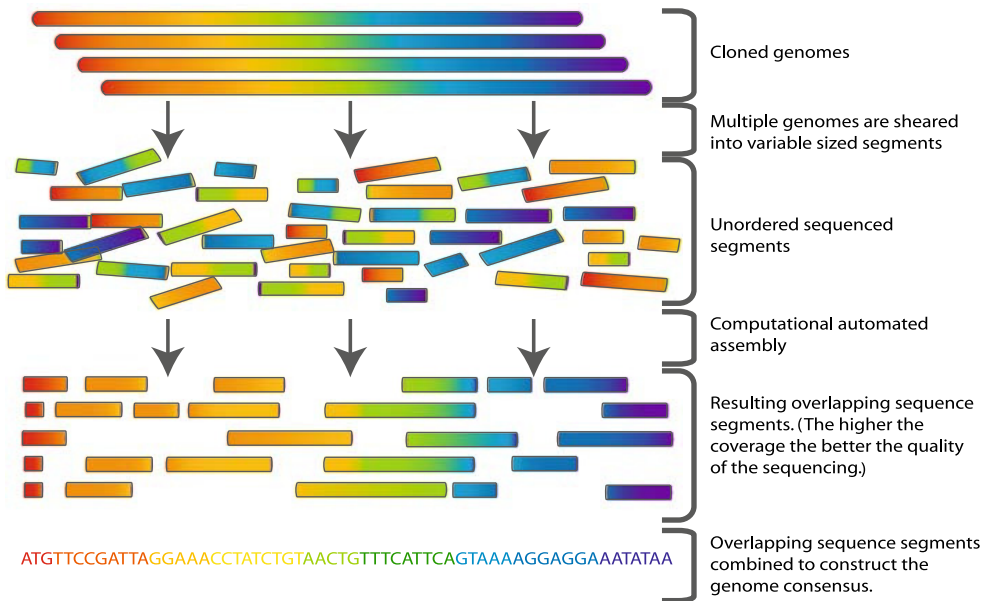 Cloned genomes
Multiple genomes are sheared
into variable sized segments
Unordered sequenced
segments
Computational automated
assembly
Resulting overlapping sequence
segments. (The higher the
coverage the better the quality
of the sequencing.)
ATGTTCCGATTAGGAAACCTATCTGTAACTGTTTCATTCAGTAAAAGGAGGAAATATAA
Overlapping sequence segments
combined to construct the
genome consensus.